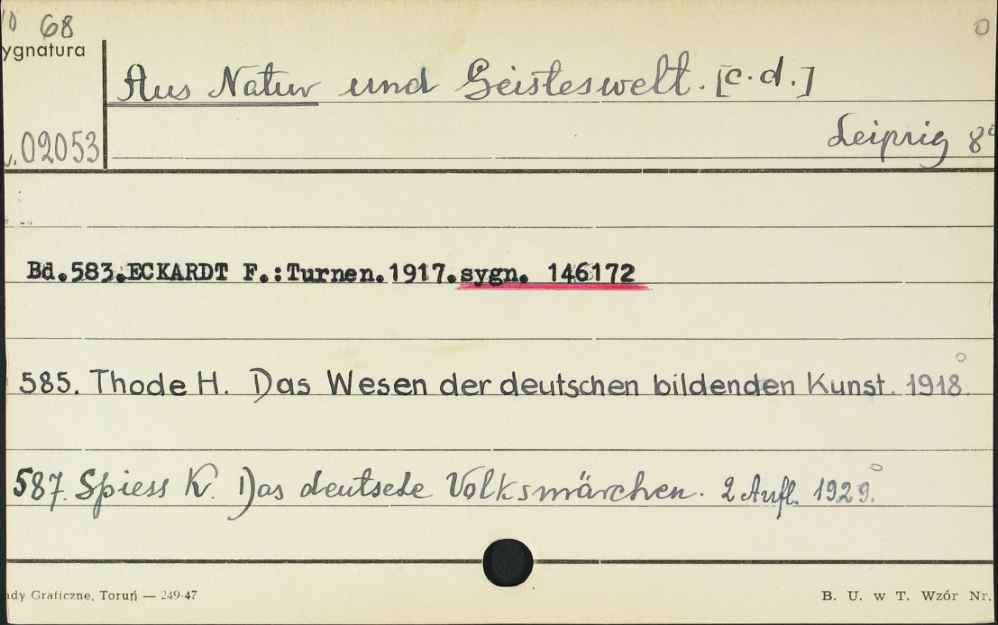 68
ygnatura
Aus Natur und Geisteswelt. [c.d.]
Leipzig 8°
02053
Bd.583.ECKARDT F.:Turnen.1917.sygn. 146172
585. Thode H. Das Wesen der deutschen bildenden Kunst. 1918.
587. Spiess K. Das deutsche Volksmärchen. 2 Aufl. 1929.
ady Graficzne, Toruń — 249-47
B. U. w T. Wzór Nr.